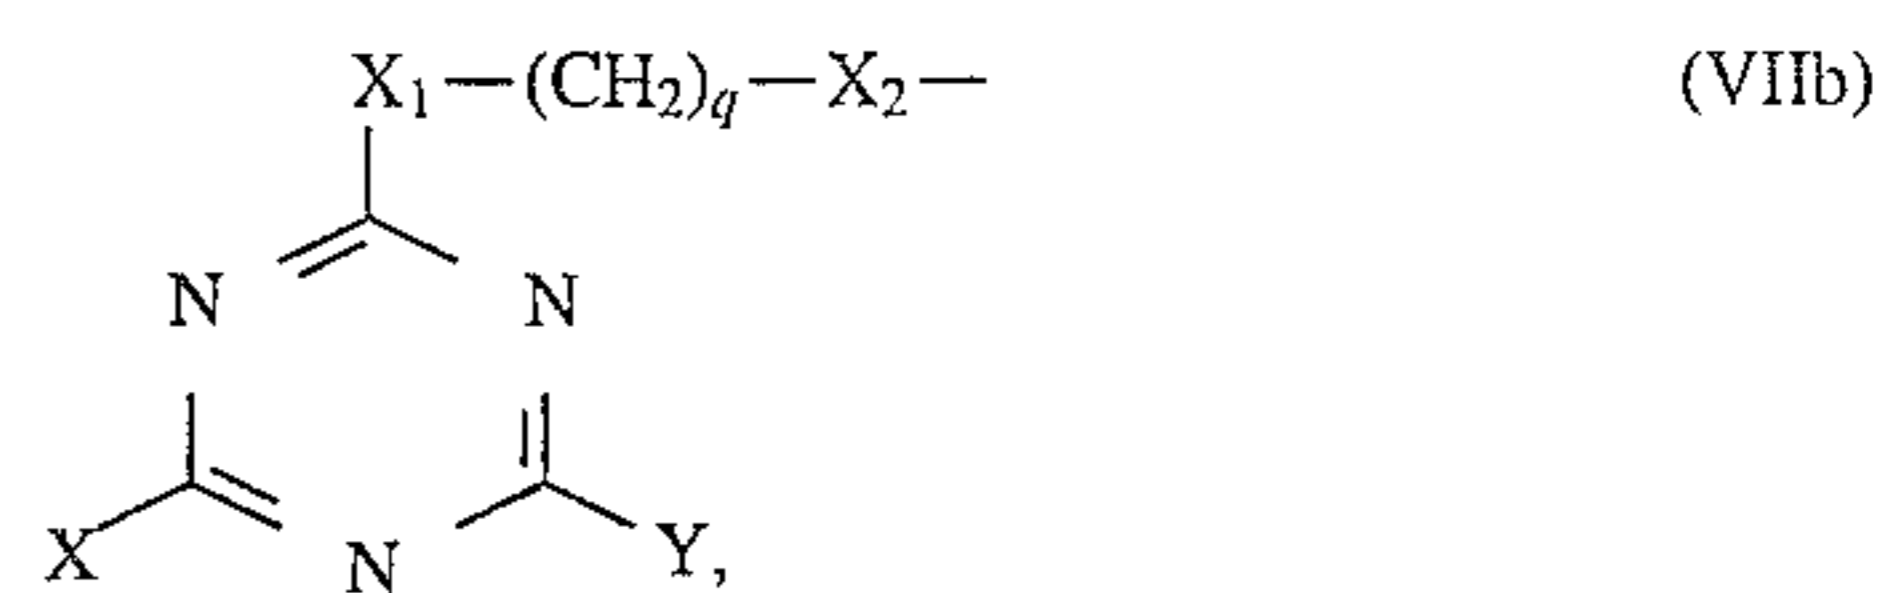 X₁—(CH₂)q—X₂— (VIIb)
N N
X N Y,